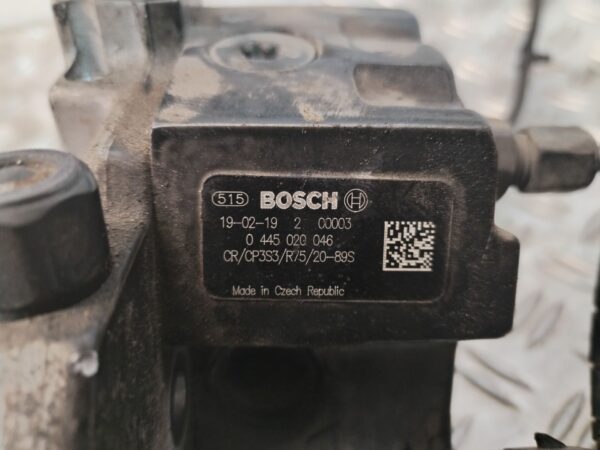 515 BOSCH
19-02-19 2 00003
0 445 020 046
CR/CP3S3/R75/20-89S
Made in Czech Republic